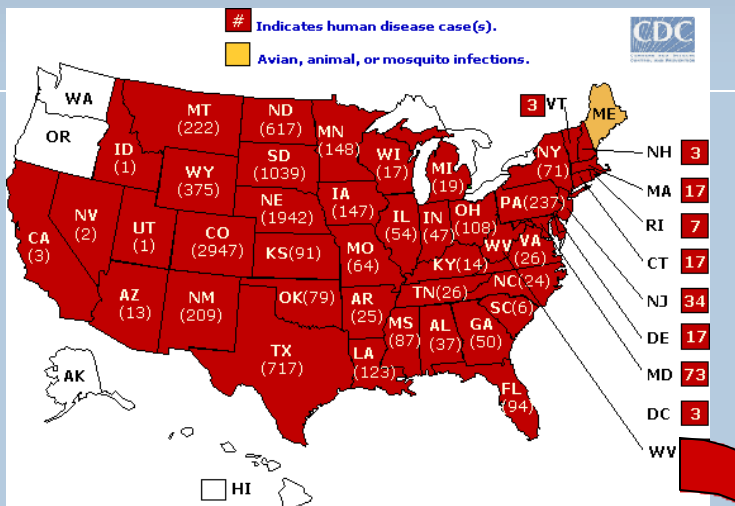 # Indicates human disease case(s).
Avian, animal, or mosquito infections.
CDC
WA
OR
MT
(222)
ND
(617)
MN
(148)
3 VT
ME
ID
(1)
WY
(375)
SD
(1039)
WI
(17)
MI
(19)
NY
(71)
NH 3
MA 17
RI 7
CT 17
NJ 34
DE 17
MD 73
DC 3
WV
NV
(2)
UT
(1)
CO
(2947)
NE
(1942)
IA
(147)
IL
(54)
IN
(47)
OH
(108)
PA(237)
CA
(3)
KS(91)
MO
(64)
KY(14)
WV
VA
(26)
AZ
(13)
NM
(209)
OK(79)
AR
(25)
TN(26)
NC(24)
SC(6)
TX
(717)
LA
(123)
MS
(87)
AL
(37)
GA
(50)
FL
(94)
AK
HI